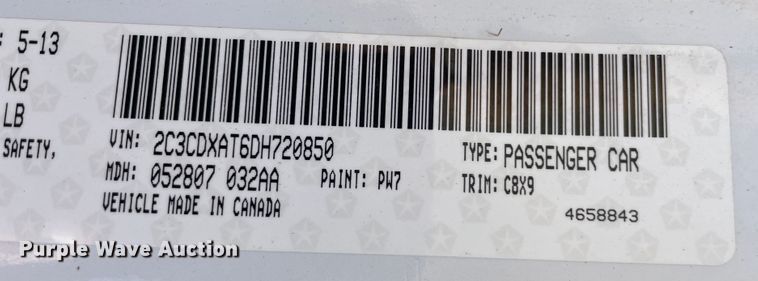 : 5-13
KG
LB
SAFETY,
VIN: 2C3CDXAT6DH720850
TYPE: PASSENGER CAR
MDH: 052807 032AA
PAINT: PW7
TRIM: C8X9
VEHICLE MADE IN CANADA
4658843
Purple Wave Auction